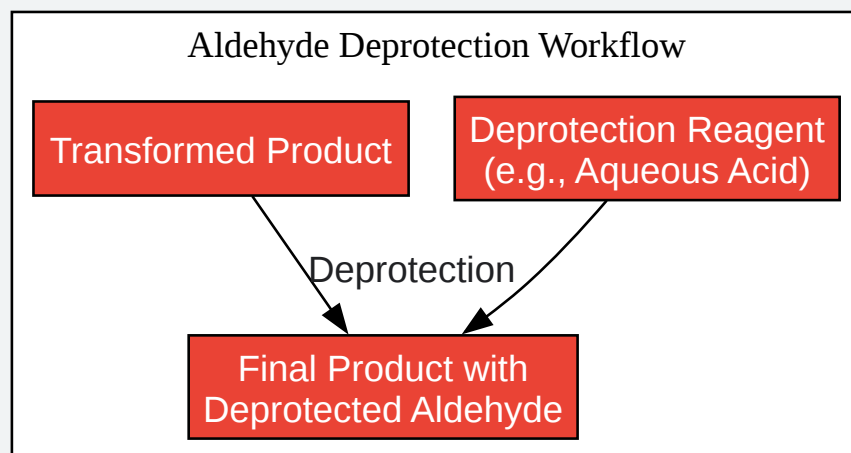 Aldehyde Deprotection Workflow
Transformed Product
Deprotection Reagent
(e.g., Aqueous Acid)
Deprotection
Final Product with
Deprotected Aldehyde